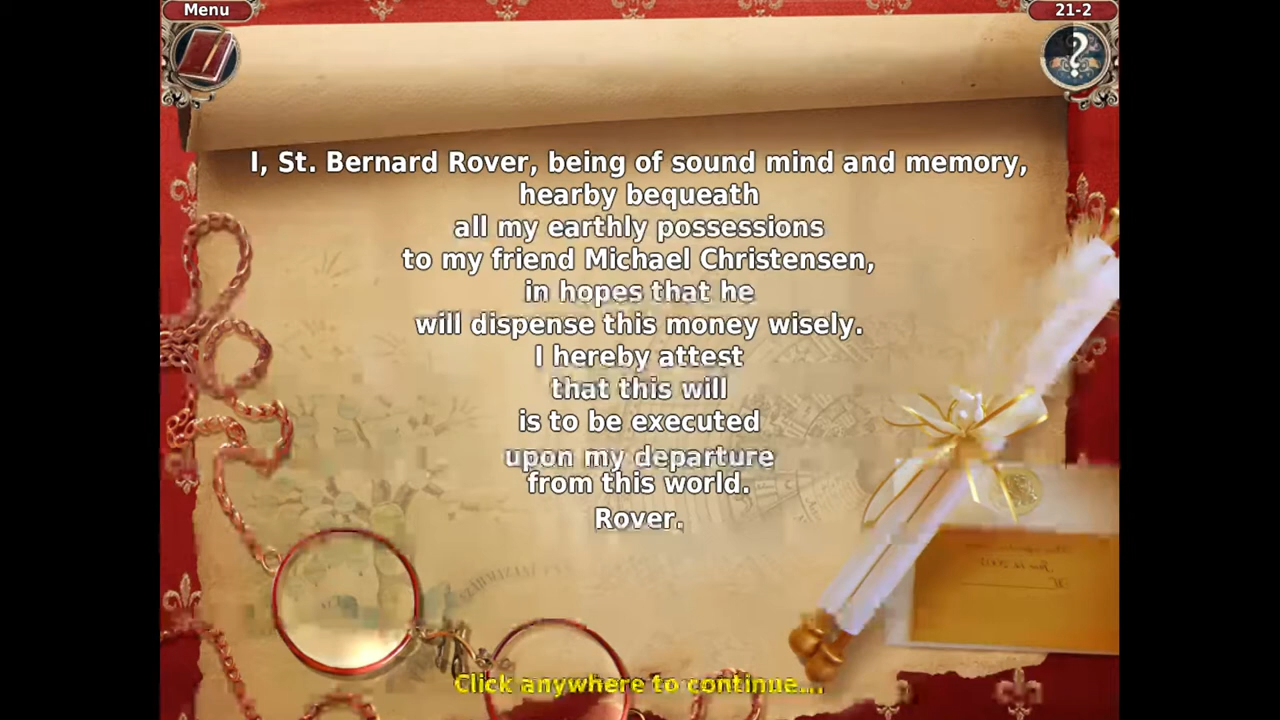 Menu
21-2
I, St. Bernard Rover, being of sound mind and memory,
hearby bequeath
all my earthly possessions
to my friend Michael Christensen,
in hopes that he
will dispense this money wisely.
I hereby attest
that this will
is to be executed
upon my departure
from this world.
Rover.
Click anywhere to continue...